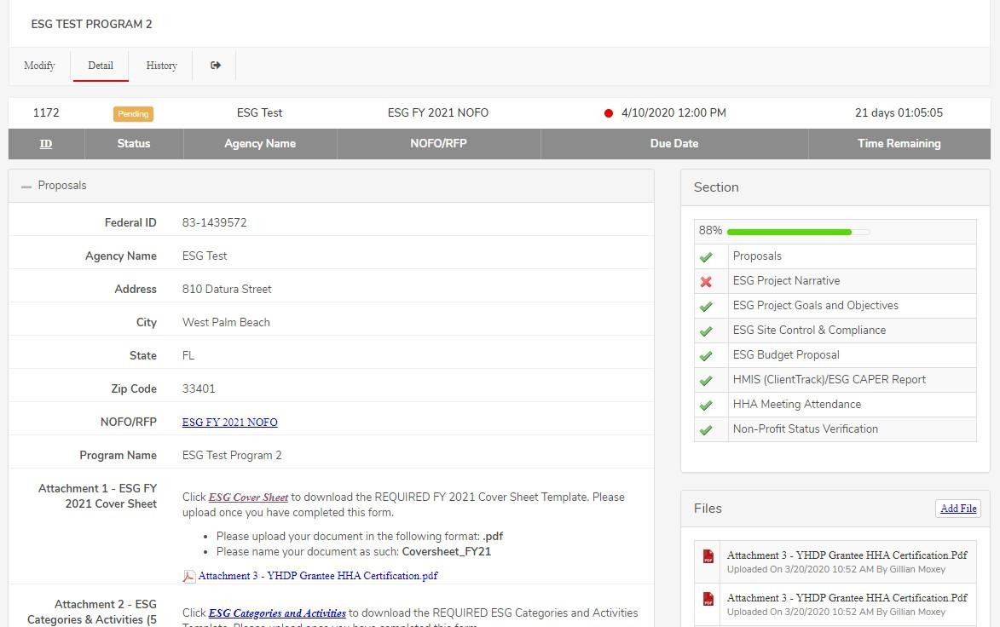 ESG TEST PROGRAM 2
Modify Detail History
1172 Pending ESG Test ESG FY 2021 NOFO 4/10/2020 12:00 PM 21 days 01:05:05
ID Status Agency Name NOFO/RFP Due Date Time Remaining
Proposals
Federal ID 83-1439572
Agency Name ESG Test
Address 810 Datura Street
City West Palm Beach
State FL
Zip Code 33401
NOFO/RFP ESG FY 2021 NOFO
Program Name ESG Test Program 2
Attachment 1 - ESG FY
2021 Cover Sheet
Click ESG Cover Sheet to download the REQUIRED FY 2021 Cover Sheet Template. Please
upload once you have completed this form.
• Please upload your document in the following format: .pdf
• Please name your document as such: Coversheet_FY21
Attachment 3 - YHDP Grantee HHA Certification.pdf
Attachment 2 - ESG
Categories & Activities (5
Click ESG Categories and Activities to download the REQUIRED ESG Categories and Activities
Template. Please upload once you have completed this form.
Section
88%
Proposals
ESG Project Narrative
ESG Project Goals and Objectives
ESG Site Control & Compliance
ESG Budget Proposal
HMIS (ClientTrack)/ESG CAPER Report
HHA Meeting Attendance
Non-Profit Status Verification
Files Add File
Attachment 3 - YHDP Grantee HHA Certification.Pdf
Uploaded On 3/20/2020 10:52 AM By Gillian Moxey
Attachment 3 - YHDP Grantee HHA Certification.Pdf
Uploaded On 3/20/2020 10:52 AM By Gillian Moxey